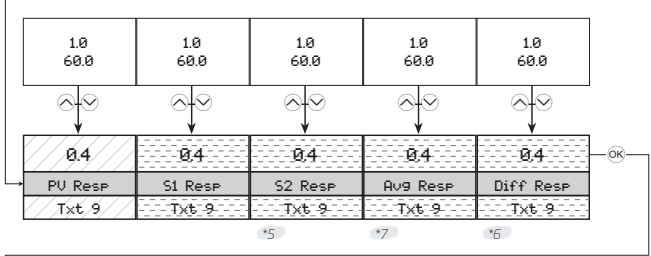 1.0 1.0 1.0 1.0 1.0
60.0 60.0 60.0 60.0 60.0
0.4 0.4 0.4 0.4 0.4
OK
PV Resp S1 Resp S2 Resp Avg Resp Diff Resp
Txt 9 Txt 9 Txt 9 Txt 9 Txt 9
*5 *7 *6